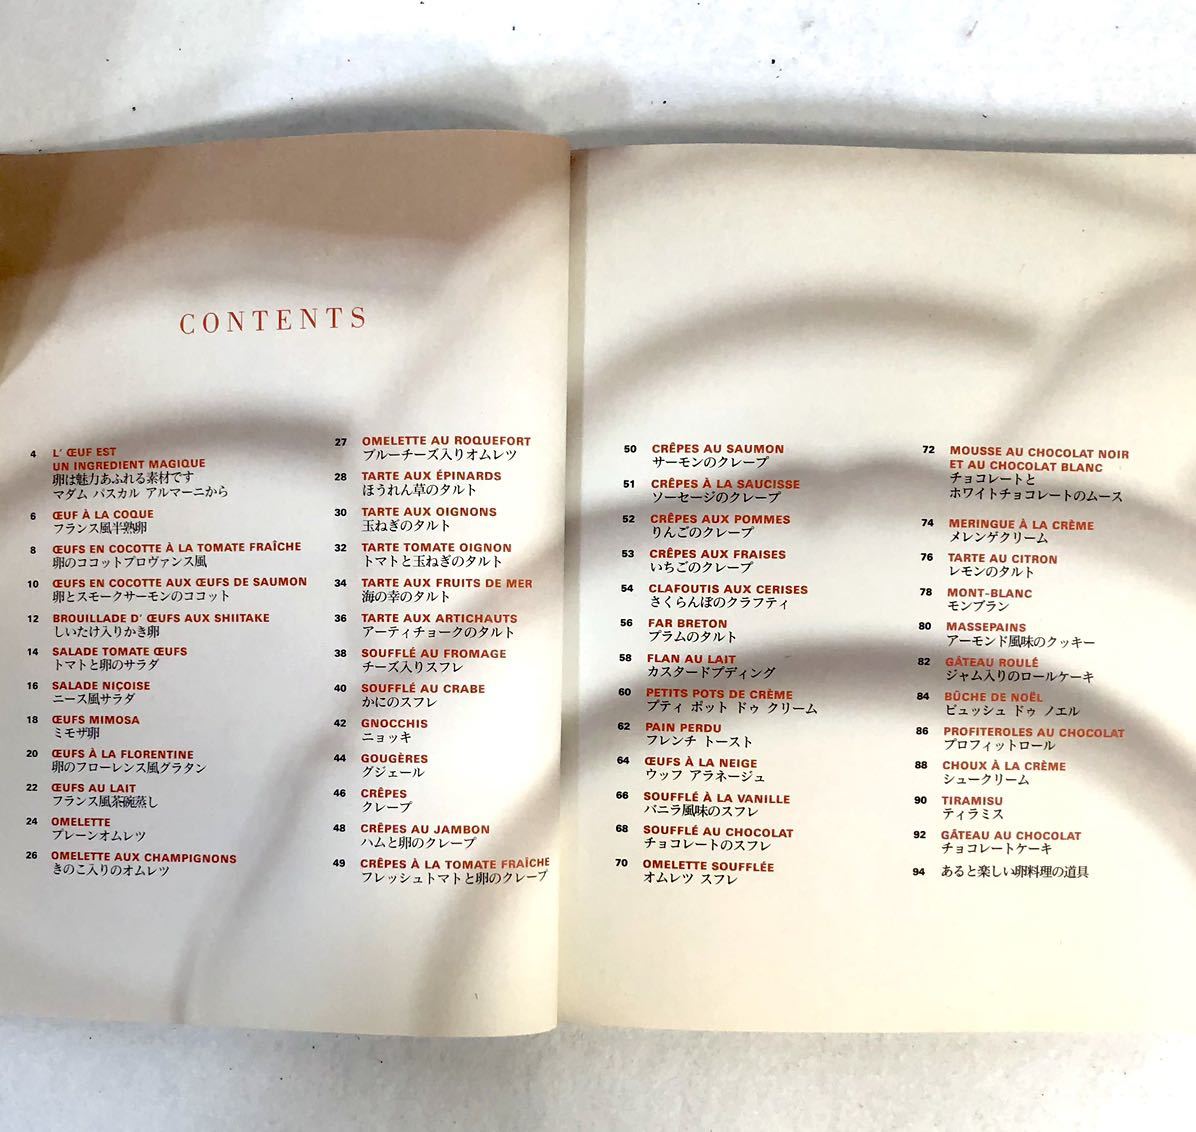 CONTENTS
4 L' ŒUF EST
UN INGREDIENT MAGIQUE
卵は魅力あふれる素材です
マダム パスカル アルマーニから
6 ŒUF À LA COQUE
フランス風半熟卵
8 ŒUFS EN COCOTTE À LA TOMATE FRAÎCHE
卵のココットプロヴァンス風
10 ŒUFS EN COCOTTE AUX ŒUFS DE SAUMON
卵とスモークサーモンのココット
12 BROUILLADE D' ŒUFS AUX SHIITAKE
しいたけ入りかき卵
14 SALADE TOMATE ŒUFS
トマトと卵のサラダ
16 SALADE NIÇOISE
ニース風サラダ
18 ŒUFS MIMOSA
ミモザ卵
20 ŒUFS À LA FLORENTINE
卵のフローレンス風グラタン
22 ŒUFS AU LAIT
フランス風茶碗蒸し
24 OMELETTE
プレーンオムレツ
26 OMELETTE AUX CHAMPIGNONS
きのこ入りのオムレツ
27 OMELETTE AU ROQUEFORT
ブルーチーズ入りオムレツ
28 TARTE AUX ÉPINARDS
ほうれん草のタルト
30 TARTE AUX OIGNONS
玉ねぎのタルト
32 TARTE TOMATE OIGNON
トマトと玉ねぎのタルト
34 TARTE AUX FRUITS DE MER
海の幸のタルト
36 TARTE AUX ARTICHAUTS
アーティチョークのタルト
38 SOUFFLÉ AU FROMAGE
チーズ入りスフレ
40 SOUFFLÉ AU CRABE
かにのスフレ
42 GNOCCHIS
ニョッキ
44 GOUGÈRES
グジェール
46 CRÊPES
クレープ
48 CRÊPES AU JAMBON
ハムと卵のクレープ
49 CRÊPES À LA TOMATE FRAÎCHE
フレッシュトマトと卵のクレープ
50 CRÊPES AU SAUMON
サーモンのクレープ
51 CRÊPES À LA SAUCISSE
ソーセージのクレープ
52 CRÊPES AUX POMMES
りんごのクレープ
53 CRÊPES AUX FRAISES
いちごのクレープ
54 CLAFOUTIS AUX CERISES
さくらんぼのクラフティ
56 FAR BRETON
プラムのタルト
58 FLAN AU LAIT
カスタードプディング
60 PETITS POTS DE CRÈME
プティ ポット ドゥ クリーム
62 PAIN PERDU
フレンチ トースト
64 ŒUFS À LA NEIGE
ウッフ アラネージュ
66 SOUFFLÉ À LA VANILLE
バニラ風味のスフレ
68 SOUFFLÉ AU CHOCOLAT
チョコレートのスフレ
70 OMELETTE SOUFFLÉE
オムレツ スフレ
72 MOUSSE AU CHOCOLAT NOIR
ET AU CHOCOLAT BLANC
チョコレートと
ホワイトチョコレートのムース
74 MERINGUE À LA CRÈME
メレンゲクリーム
76 TARTE AU CITRON
レモンのタルト
78 MONT-BLANC
モンブラン
80 MASSEPAINS
アーモンド風味のクッキー
82 GÂTEAU ROULÉ
ジャム入りのロールケーキ
84 BÛCHE DE NOËL
ビュッシュ ドゥ ノエル
86 PROFITEROLES AU CHOCOLAT
プロフィットロール
88 CHOUX À LA CRÈME
シュークリーム
90 TIRAMISU
ティラミス
92 GÂTEAU AU CHOCOLAT
チョコレートケーキ
94 あると楽しい卵料理の道具